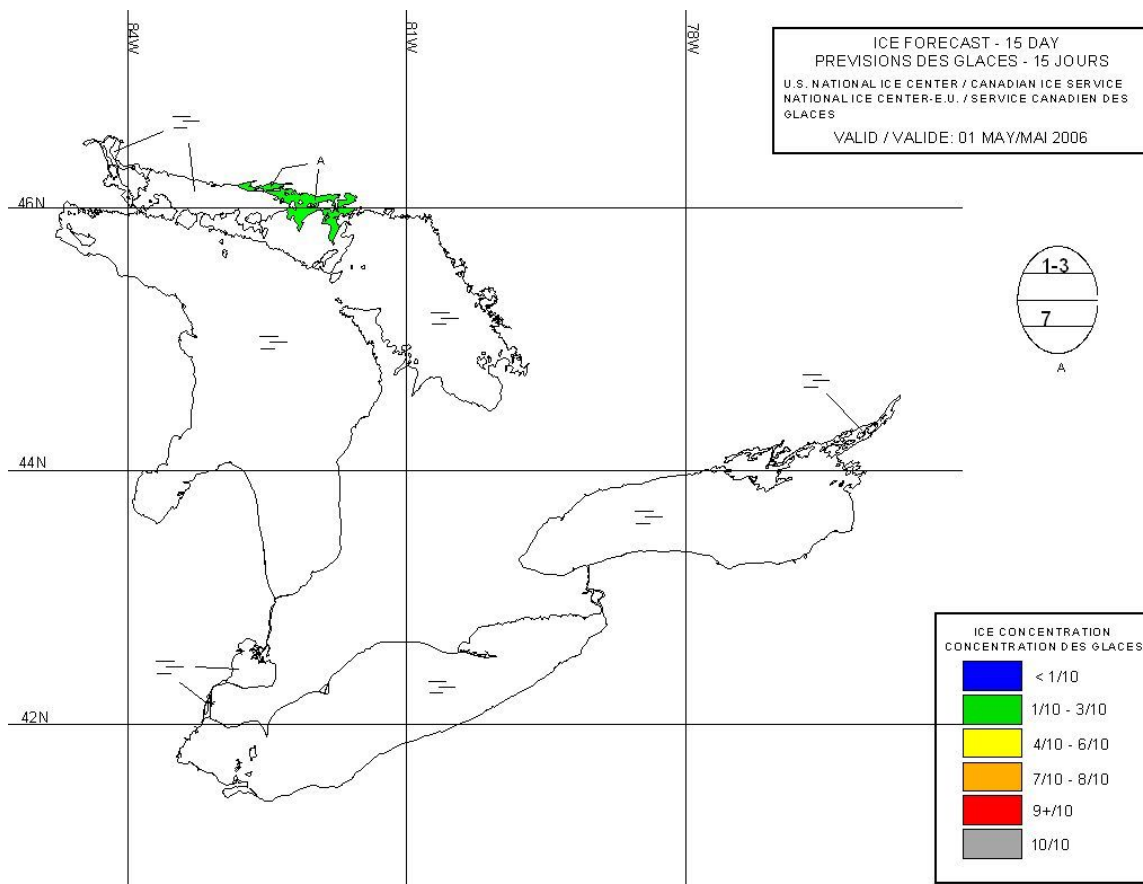 84W
81W
78W
ICE FORECAST - 15 DAY
PREVISIONS DES GLACES - 15 JOURS
U.S. NATIONAL ICE CENTER / CANADIAN ICE SERVICE
NATIONAL ICE CENTER-E.U. / SERVICE CANADIEN DES
GLACES
VALID / VALIDE: 01 MAY/MAI 2006
A
46N
1-3
7
A
44N
42N
ICE CONCENTRATION
CONCENTRATION DES GLACES
< 1/10
1/10 - 3/10
4/10 - 6/10
7/10 - 8/10
9+/10
10/10